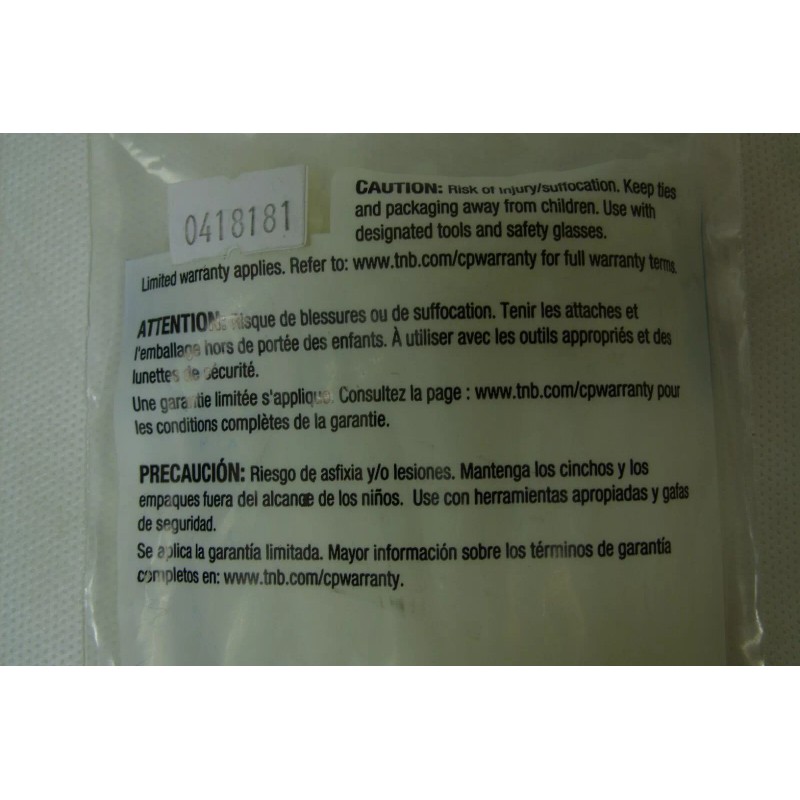 0418181
CAUTION: Risk of injury/suffocation. Keep ties
and packaging away from children. Use with
designated tools and safety glasses.
Limited warranty applies. Refer to: www.tnb.com/cpwarranty for full warranty terms.
ATTENTION: Risque de blessures ou de suffocation. Tenir les attaches et
l'emballage hors de portée des enfants. À utiliser avec les outils appropriés et des
lunettes de sécurité.
Une garantie limitée s'applique. Consultez la page : www.tnb.com/cpwarranty pour
les conditions complètes de la garantie.
PRECAUCIÓN: Riesgo de asfixia y/o lesiones. Mantenga los cinchos y los
empaques fuera del alcance de los niños. Use con herramientas apropiadas y gafas
de seguridad.
Se aplica la garantía limitada. Mayor información sobre los términos de garantía
completos en: www.tnb.com/cpwarranty.